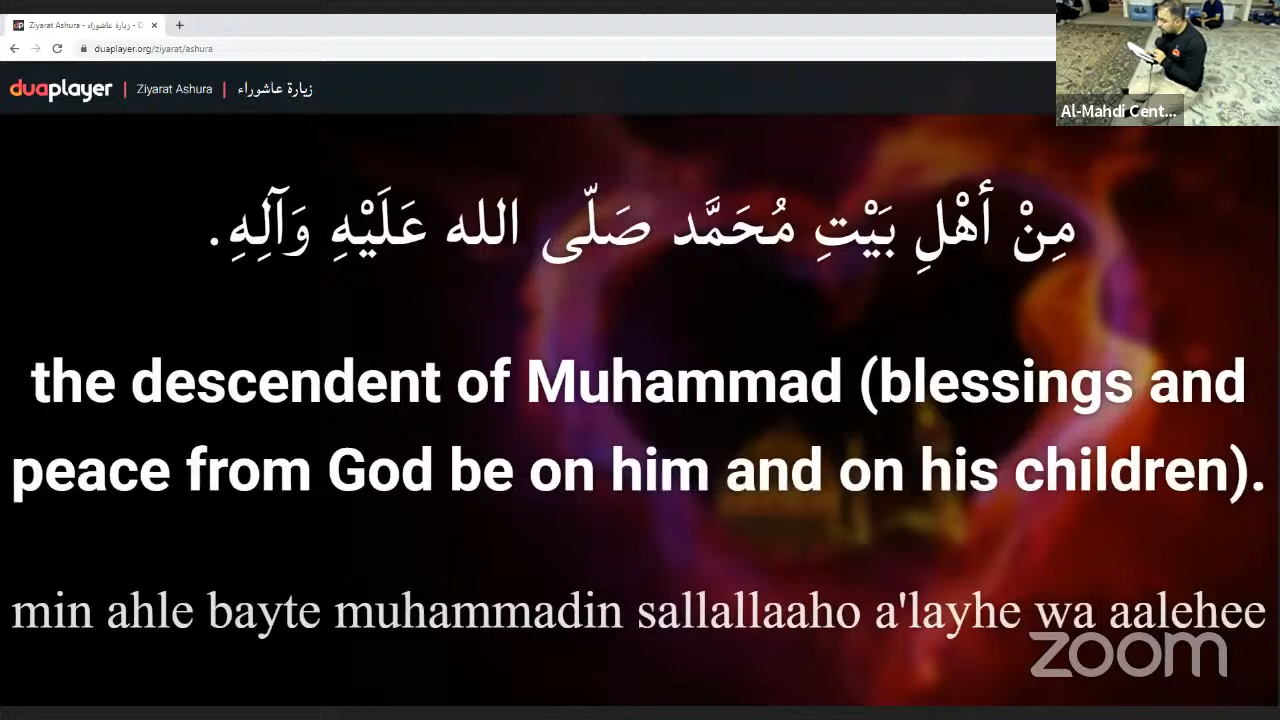 Ziyarat Ashura - زيارة عاشوراء - D
duaplayer.org/ziyarat/ashura
duaplayer | Ziyarat Ashura | زيارة عاشوراء
Al-Mahdi Cent...
مِنْ أَهْلِ بَيْتِ مُحَمَّد صَلّى الله عَلَيْهِ وَآلِهِ.
the descendent of Muhammad (blessings and
peace from God be on him and on his children).
min ahle bayte muhammadin sallallaaho a'layhe wa aalehee
zoom